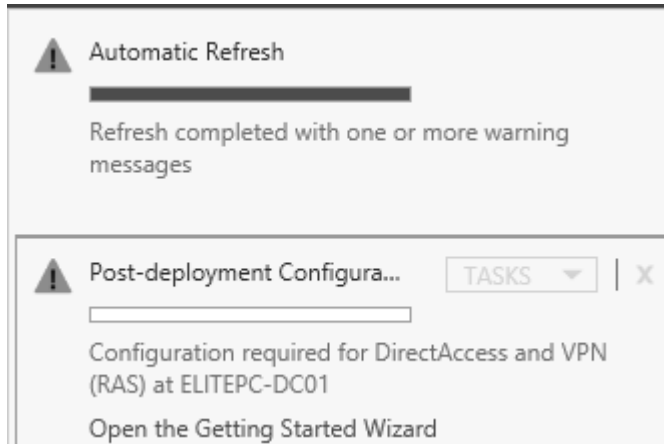 Automatic Refresh
Refresh completed with one or more warning
messages
Post-deployment Configura...
TASKS
X
Configuration required for DirectAccess and VPN
(RAS) at ELITEPC-DC01
Open the Getting Started Wizard